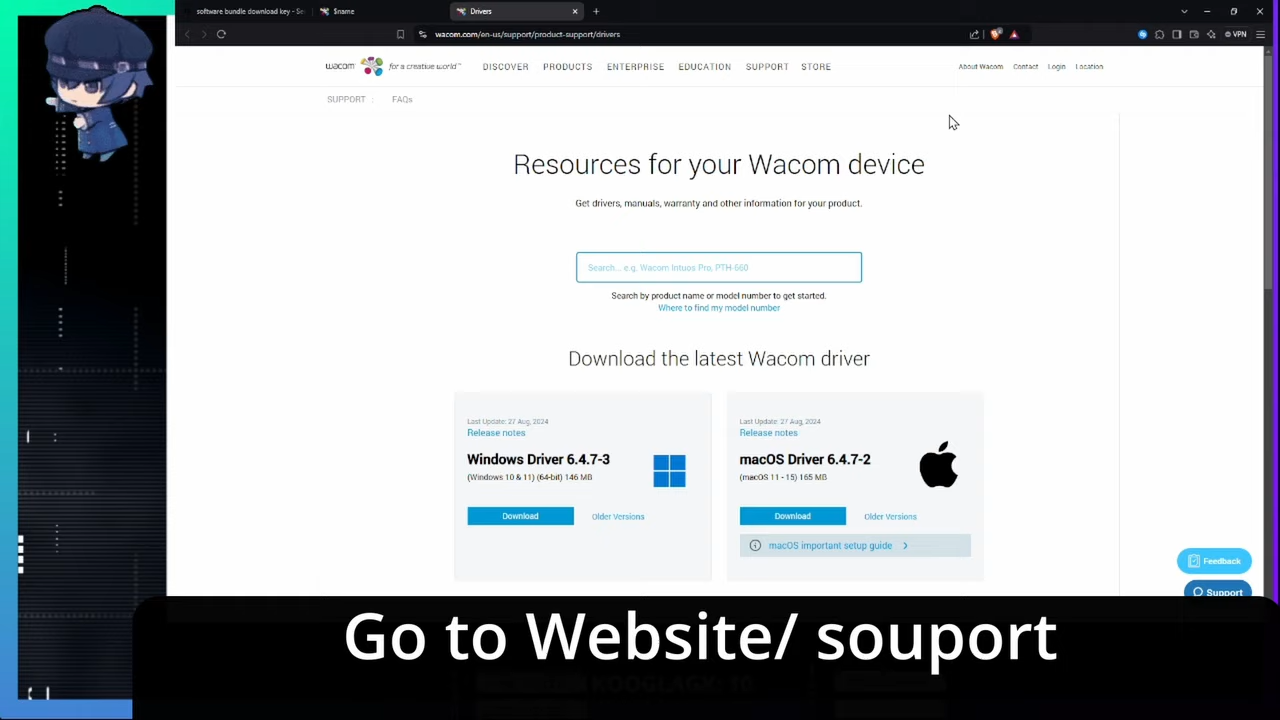 software bundle download key - Se
$name
Drivers
wacom.com/en-us/support/product-support/drivers
VPN
wacom
for a creative world™
DISCOVER PRODUCTS ENTERPRISE EDUCATION SUPPORT STORE
About Wacom Contact Login Location
SUPPORT : FAQs
Resources for your Wacom device
Get drivers, manuals, warranty and other information for your product.
Search... e.g. Wacom Intuos Pro, PTH-660
Search by product name or model number to get started.
Where to find my model number
Download the latest Wacom driver
Last Update: 27 Aug, 2024
Release notes
Windows Driver 6.4.7-3
(Windows 10 & 11) (64-bit) 146 MB
Download Older Versions
Last Update: 27 Aug, 2024
Release notes
macOS Driver 6.4.7-2
(macOS 11 - 15) 165 MB
Download Older Versions
macOS important setup guide
Feedback
Support
Go to Website/ souport